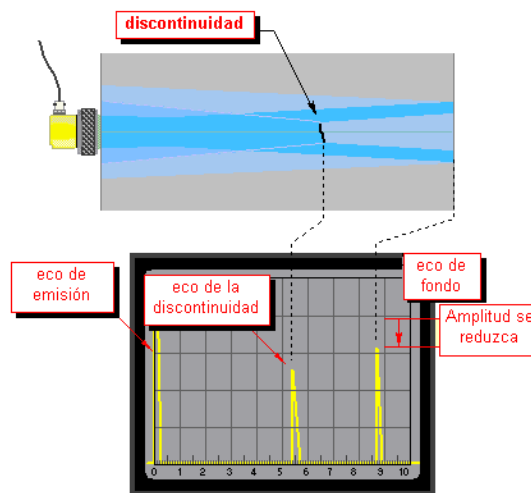 discontinuidad
eco de
emisión
eco de la
discontinuidad
eco de
fondo
Amplitud se
reduzca
0 1 2 3 4 5 6 7 8 9 10